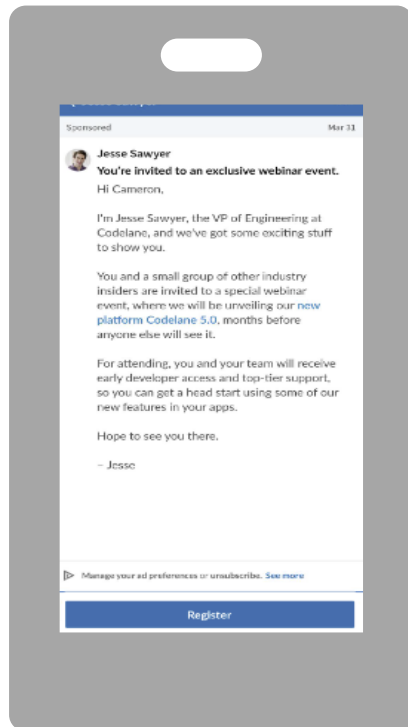 Sponsored Mar 31
Jesse Sawyer
You're invited to an exclusive webinar event.
Hi Cameron,
I'm Jesse Sawyer, the VP of Engineering at
Codelane, and we've got some exciting stuff
to show you.
You and a small group of other industry
insiders are invited to a special webinar
event, where we will be unveiling our new
platform Codelane 5.0, months before
anyone else will see it.
For attending, you and your team will receive
early developer access and top-tier support,
so you can get a head start using some of our
new features in your apps.
Hope to see you there.
– Jesse
Manage your ad preferences or unsubscribe. See more
Register